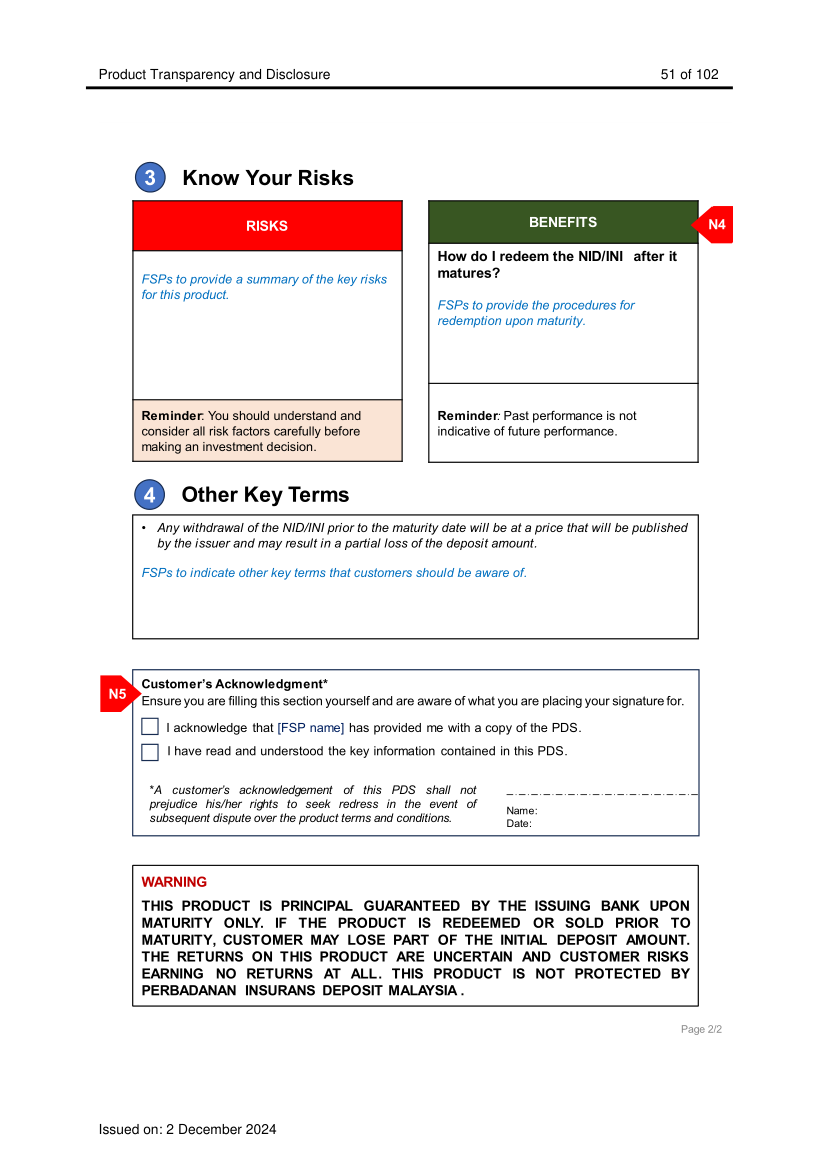 Product Transparency and Disclosure 51 of 102
3 Know Your Risks
RISKS
FSPs to provide a summary of the key risks
for this product.
Reminder: You should understand and
consider all risk factors carefully before
making an investment decision.
BENEFITS
N4
How do I redeem the NID/INI after it
matures?
FSPs to provide the procedures for
redemption upon maturity.
Reminder: Past performance is not
indicative of future performance.
4 Other Key Terms
• Any withdrawal of the NID/INI prior to the maturity date will be at a price that will be published
by the issuer and may result in a partial loss of the deposit amount.
FSPs to indicate other key terms that customers should be aware of.
N5
Customer's Acknowledgment*
Ensure you are filling this section yourself and are aware of what you are placing your signature for.
I acknowledge that [FSP name] has provided me with a copy of the PDS.
I have read and understood the key information contained in this PDS.
*A customer's acknowledgement of this PDS shall not
prejudice his/her rights to seek redress in the event of
subsequent dispute over the product terms and conditions.
Name:
Date:
WARNING
THIS PRODUCT IS PRINCIPAL GUARANTEED BY THE ISSUING BANK UPON
MATURITY ONLY. IF THE PRODUCT IS REDEEMED OR SOLD PRIOR TO
MATURITY, CUSTOMER MAY LOSE PART OF THE INITIAL DEPOSIT AMOUNT.
THE RETURNS ON THIS PRODUCT ARE UNCERTAIN AND CUSTOMER RISKS
EARNING NO RETURNS AT ALL. THIS PRODUCT IS NOT PROTECTED BY
PERBADANAN INSURANS DEPOSIT MALAYSIA .
Page 2/2
Issued on: 2 December 2024